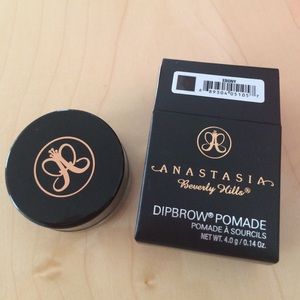 EBONY
ANASTASIA
Beverly Hills®
DIPBROW® POMADE
POMADE À SOURCILS
NET WT. 4.0 g / 0.14 Oz.